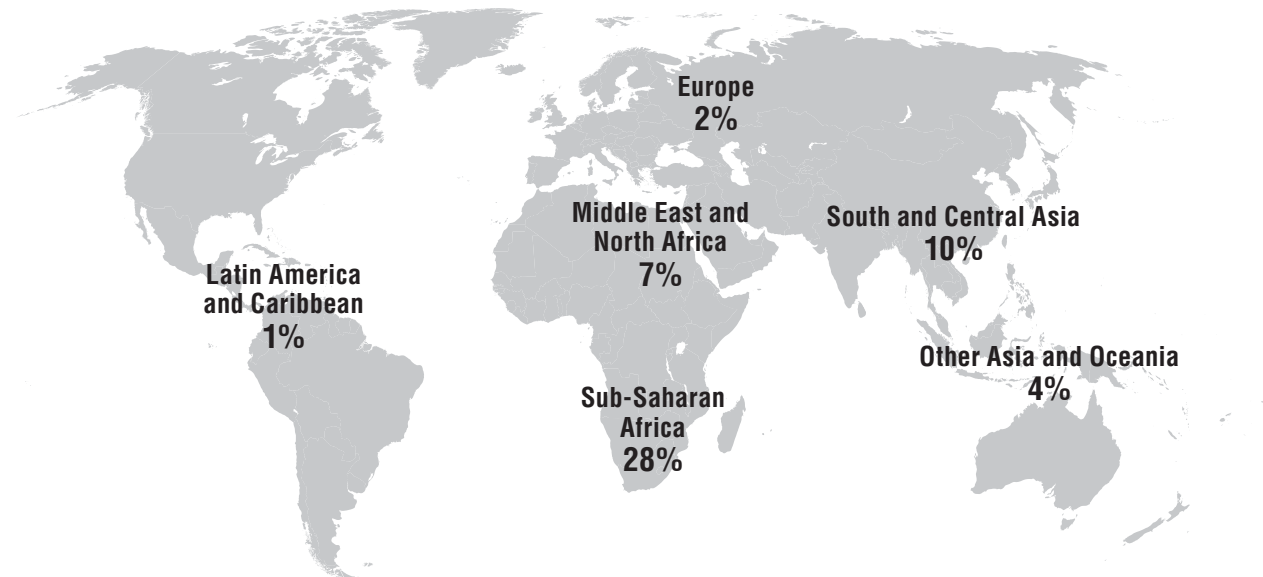 Europe
2%
Middle East and
North Africa
7%
South and Central Asia
10%
Latin America
and Caribbean
1%
Other Asia and Oceania
4%
Sub-Saharan
Africa
28%